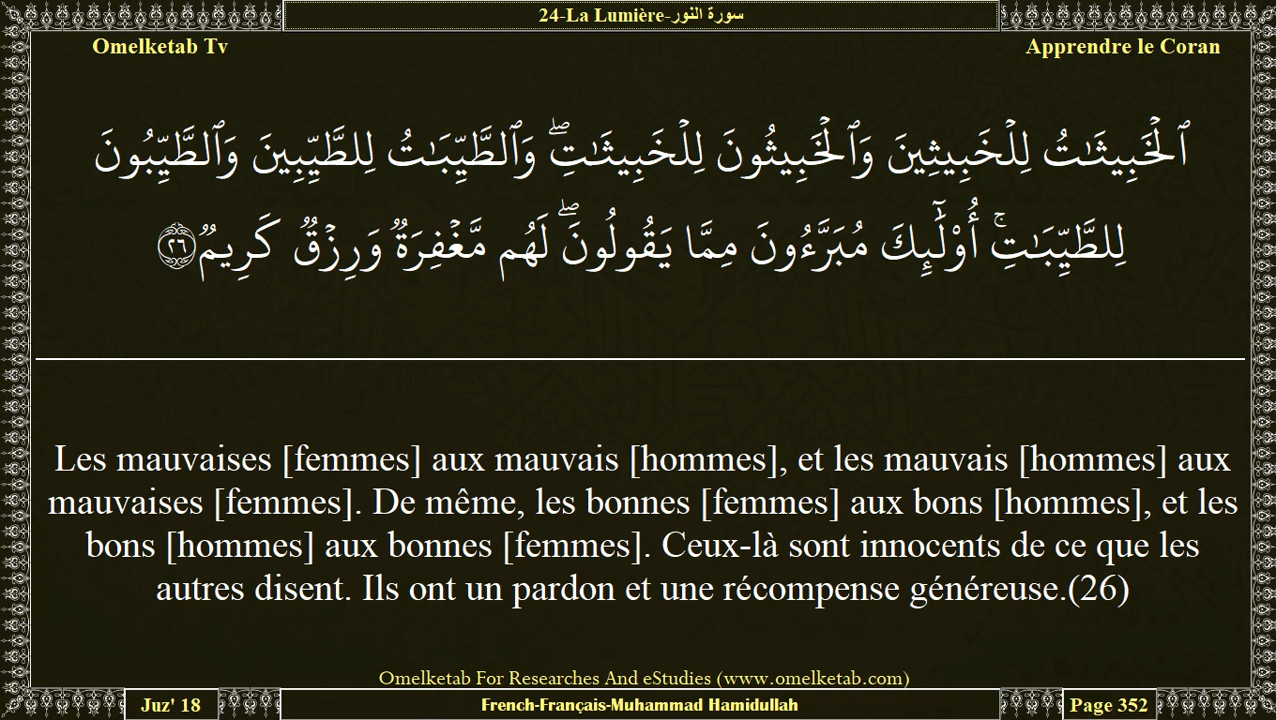 24-La Lumière-سورة النور
Omelketab Tv
Apprendre le Coran
ٱلْخَبِيثَـٰتُ لِلْخَبِيثِينَ وَٱلْخَبِيثُونَ لِلْخَبِيثَـٰتِ ۖ وَٱلطَّيِّبَـٰتُ لِلطَّيِّبِينَ وَٱلطَّيِّبُونَ
لِلطَّيِّبَـٰتِ ۚ أُو۟لَـٰٓئِكَ مُبَرَّءُونَ مِمَّا يَقُولُونَ ۖ لَهُم مَّغْفِرَةٌ وَرِزْقٌ كَرِيمٌ ٢٦
Les mauvaises [femmes] aux mauvais [hommes], et les mauvais [hommes] aux
mauvaises [femmes]. De même, les bonnes [femmes] aux bons [hommes], et les
bons [hommes] aux bonnes [femmes]. Ceux-là sont innocents de ce que les
autres disent. Ils ont un pardon et une récompense généreuse.(26)
Omelketab For Researches And eStudies (www.omelketab.com)
Juz' 18
French-Français-Muhammad Hamidullah
Page 352